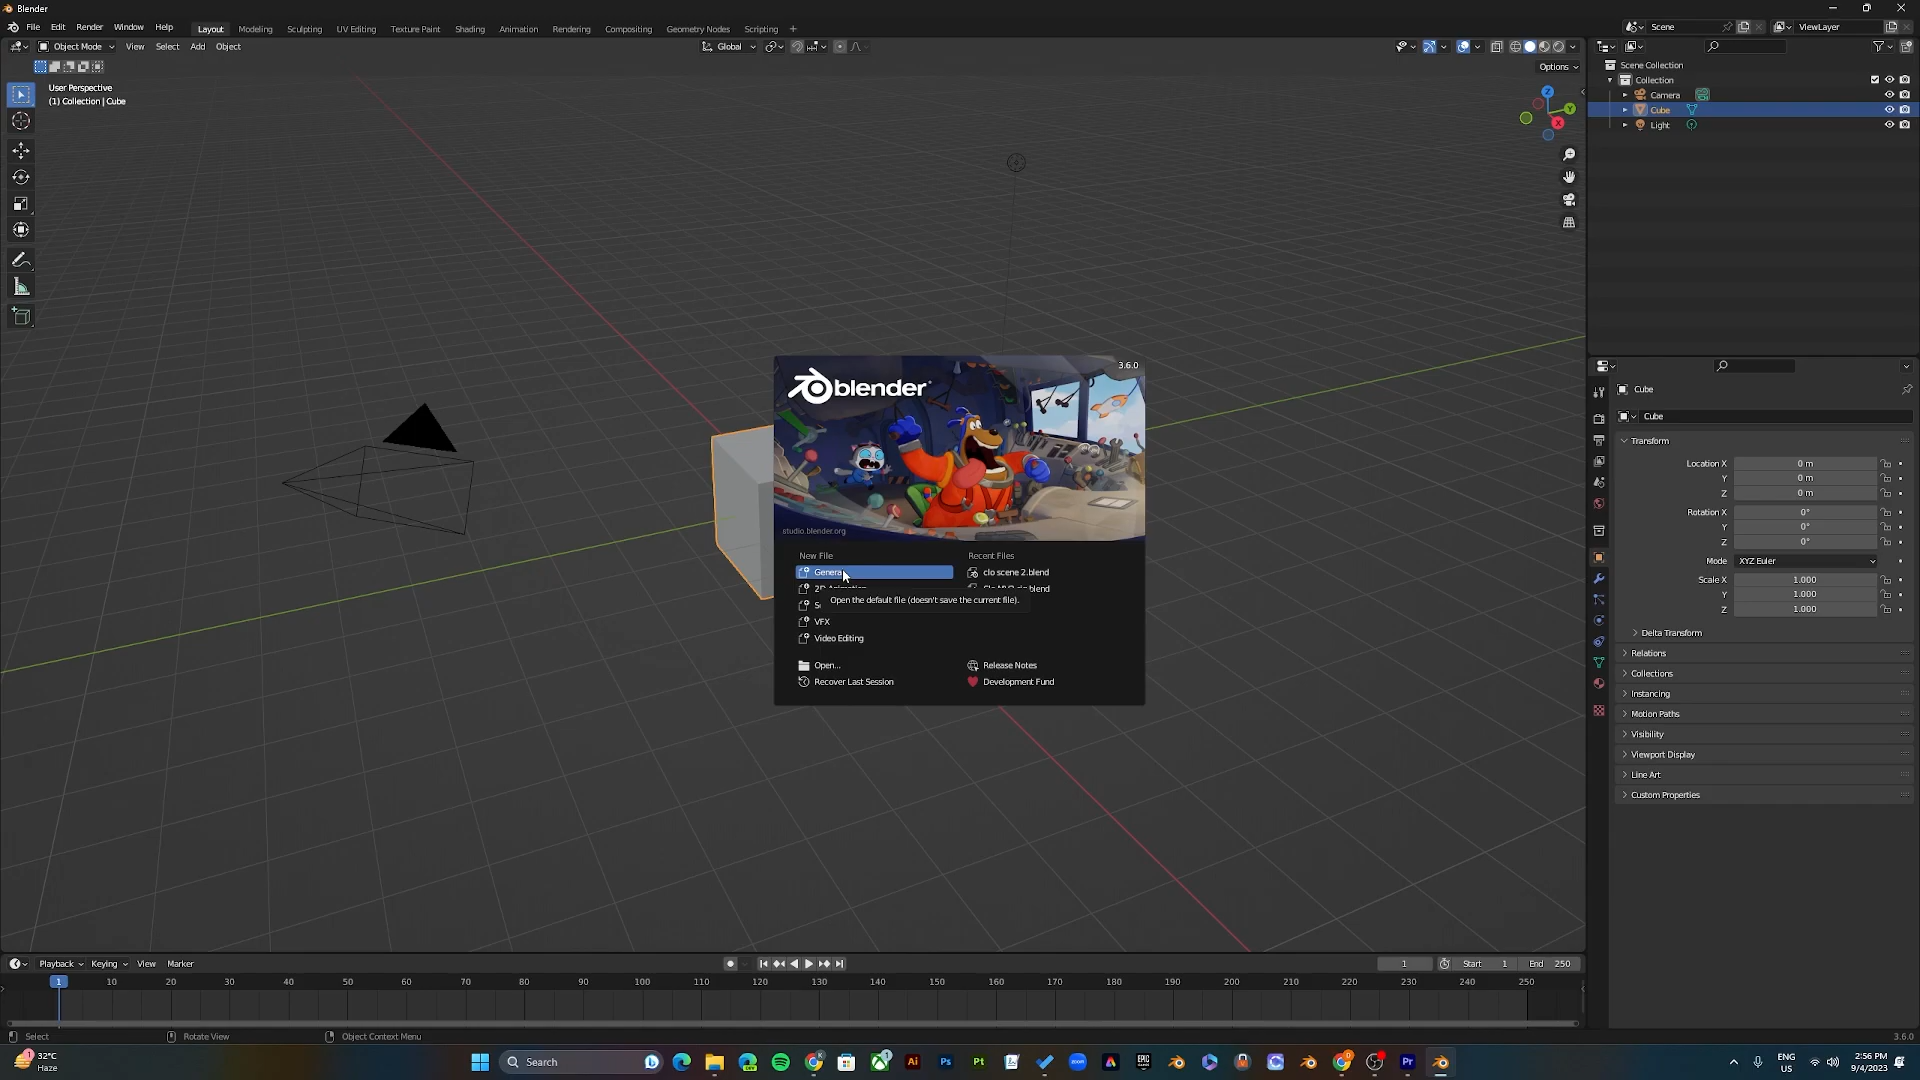 Blender
File Edit Render Window Help Layout Modeling Sculpting UV Editing Texture Paint Shading Animation Rendering Compositing Geometry Nodes Scripting + Scene ViewLayer
Object Mode View Select Add Object Global
Options
User Perspective
(1) Collection | Cube
Z
Y
X
Scene Collection
Collection
Camera
Cube
Light
Cube
Cube
Transform
Location X 0 m
Y 0 m
Z 0 m
Rotation X 0°
Y 0°
Z 0°
Mode XYZ Euler
Scale X 1.000
Y 1.000
Z 1.000
Delta Transform
Relations
Collections
Instancing
Motion Paths
Visibility
Viewport Display
Line Art
Custom Properties
3.6.0
blender
studio.blender.org
New File
General
VFX
Video Editing
Open...
Recover Last Session
Recent Files
clo scene 2.blend
Open the default file (doesn't save the current file).
Release Notes
Development Fund
Playback Keying View Marker 1 Start 1 End 250
1 10 20 30 40 50 60 70 80 90 100 110 120 130 140 150 160 170 180 190 200 210 220 230 240 250
Select Rotate View Object Context Menu 3.6.0
32°C
Haze
Search
Ai Ps Pt zoom Pr
ENG
US
2:56 PM
9/4/2023